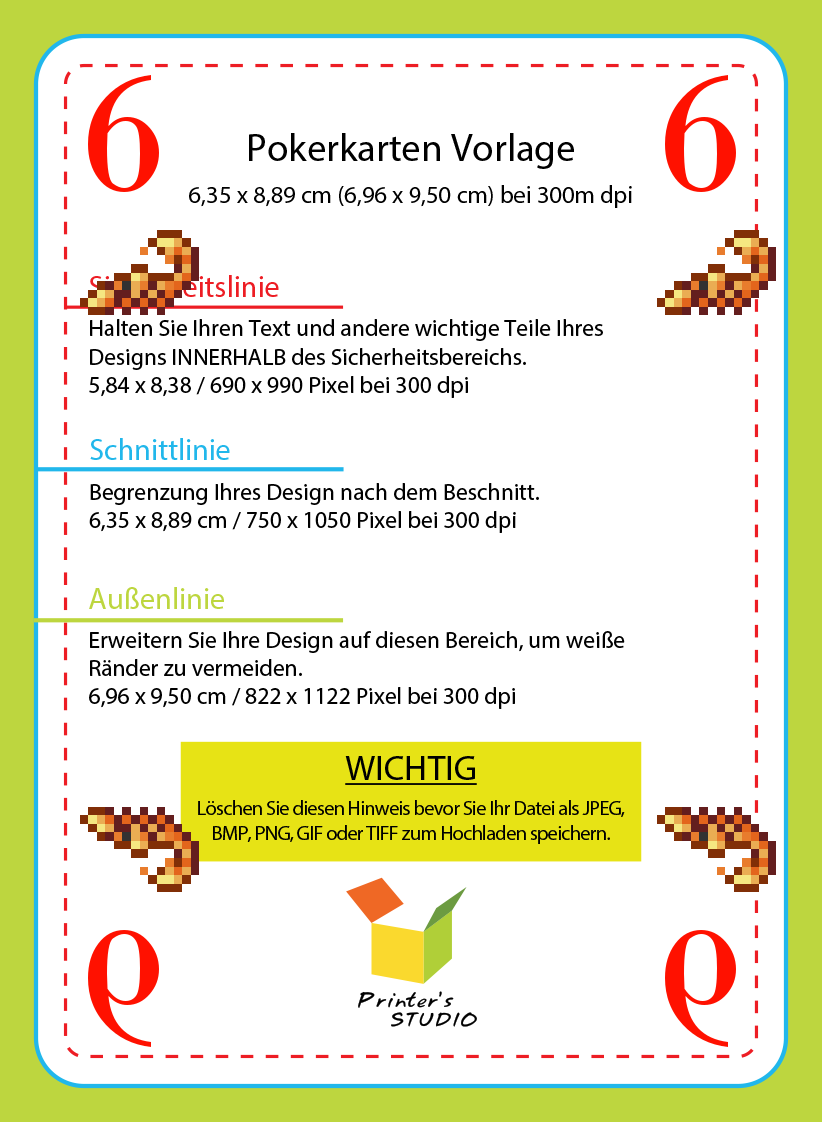 6 6
Pokerkarten Vorlage
6,35 x 8,89 cm (6,96 x 9,50 cm) bei 300m dpi
eitslinie
Halten Sie Ihren Text und andere wichtige Teile Ihres
Designs INNERHALB des Sicherheitsbereichs.
5,84 x 8,38 / 690 x 990 Pixel bei 300 dpi
Schnittlinie
Begrenzung Ihres Design nach dem Beschnitt.
6,35 x 8,89 cm / 750 x 1050 Pixel bei 300 dpi
Außenlinie
Erweitern Sie Ihre Design auf diesen Bereich, um weiße
Ränder zu vermeiden.
6,96 x 9,50 cm / 822 x 1122 Pixel bei 300 dpi
WICHTIG
Löschen Sie diesen Hinweis bevor Sie Ihr Datei als JPEG,
BMP, PNG, GIF oder TIFF zum Hochladen speichern.
Printer's
STUDIO
6 6